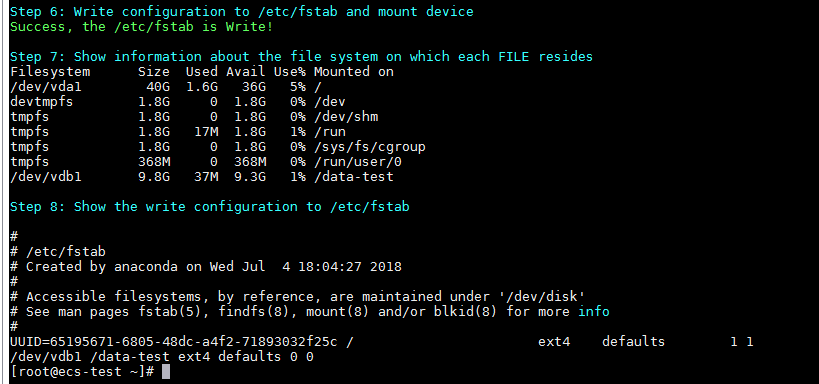 Step 6: Write configuration to /etc/fstab and mount device
Success, the /etc/fstab is Write!
Step 7: Show information about the file system on which each FILE resides
Filesystem      Size  Used Avail Use% Mounted on
/dev/vda1        40G  1.6G   36G   5% /
devtmpfs        1.8G     0  1.8G   0% /dev
tmpfs           1.8G     0  1.8G   0% /dev/shm
tmpfs           1.8G   17M  1.8G   1% /run
tmpfs           1.8G     0  1.8G   0% /sys/fs/cgroup
tmpfs           368M     0  368M   0% /run/user/0
/dev/vdb1       9.8G   37M  9.3G   1% /data-test
Step 8: Show the write configuration to /etc/fstab
#
# /etc/fstab
# Created by anaconda on Wed Jul  4 18:04:27 2018
#
# Accessible filesystems, by reference, are maintained under '/dev/disk'
# See man pages fstab(5), findfs(8), mount(8) and/or blkid(8) for more info
#
UUID=65195671-6805-48dc-a4f2-71893032f25c /                       ext4    defaults        1 1
/dev/vdb1 /data-test ext4 defaults 0 0
[root@ecs-test ~]#